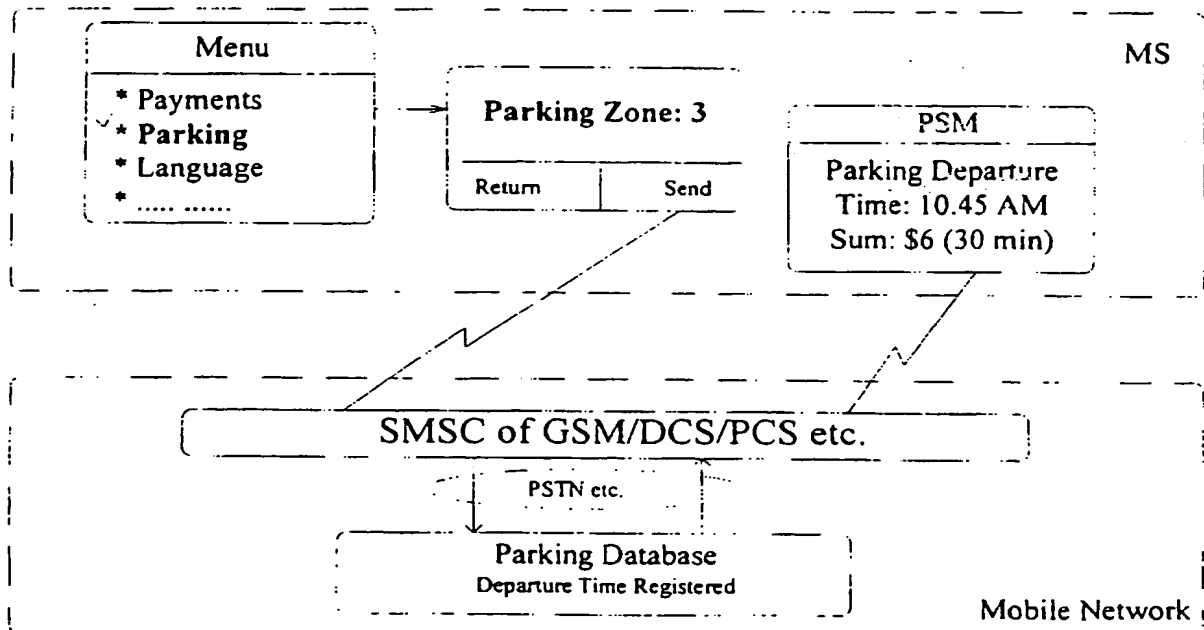 Menu
MS
* Payments
* Parking
* Language
* ..... ......
Parking Zone: 3
Return
Send
PSM
Parking Departure
Time: 10.45 AM
Sum: $6 (30 min)
SMSC of GSM/DCS/PCS etc.
PSTN etc.
Parking Database
Departure Time Registered
Mobile Network